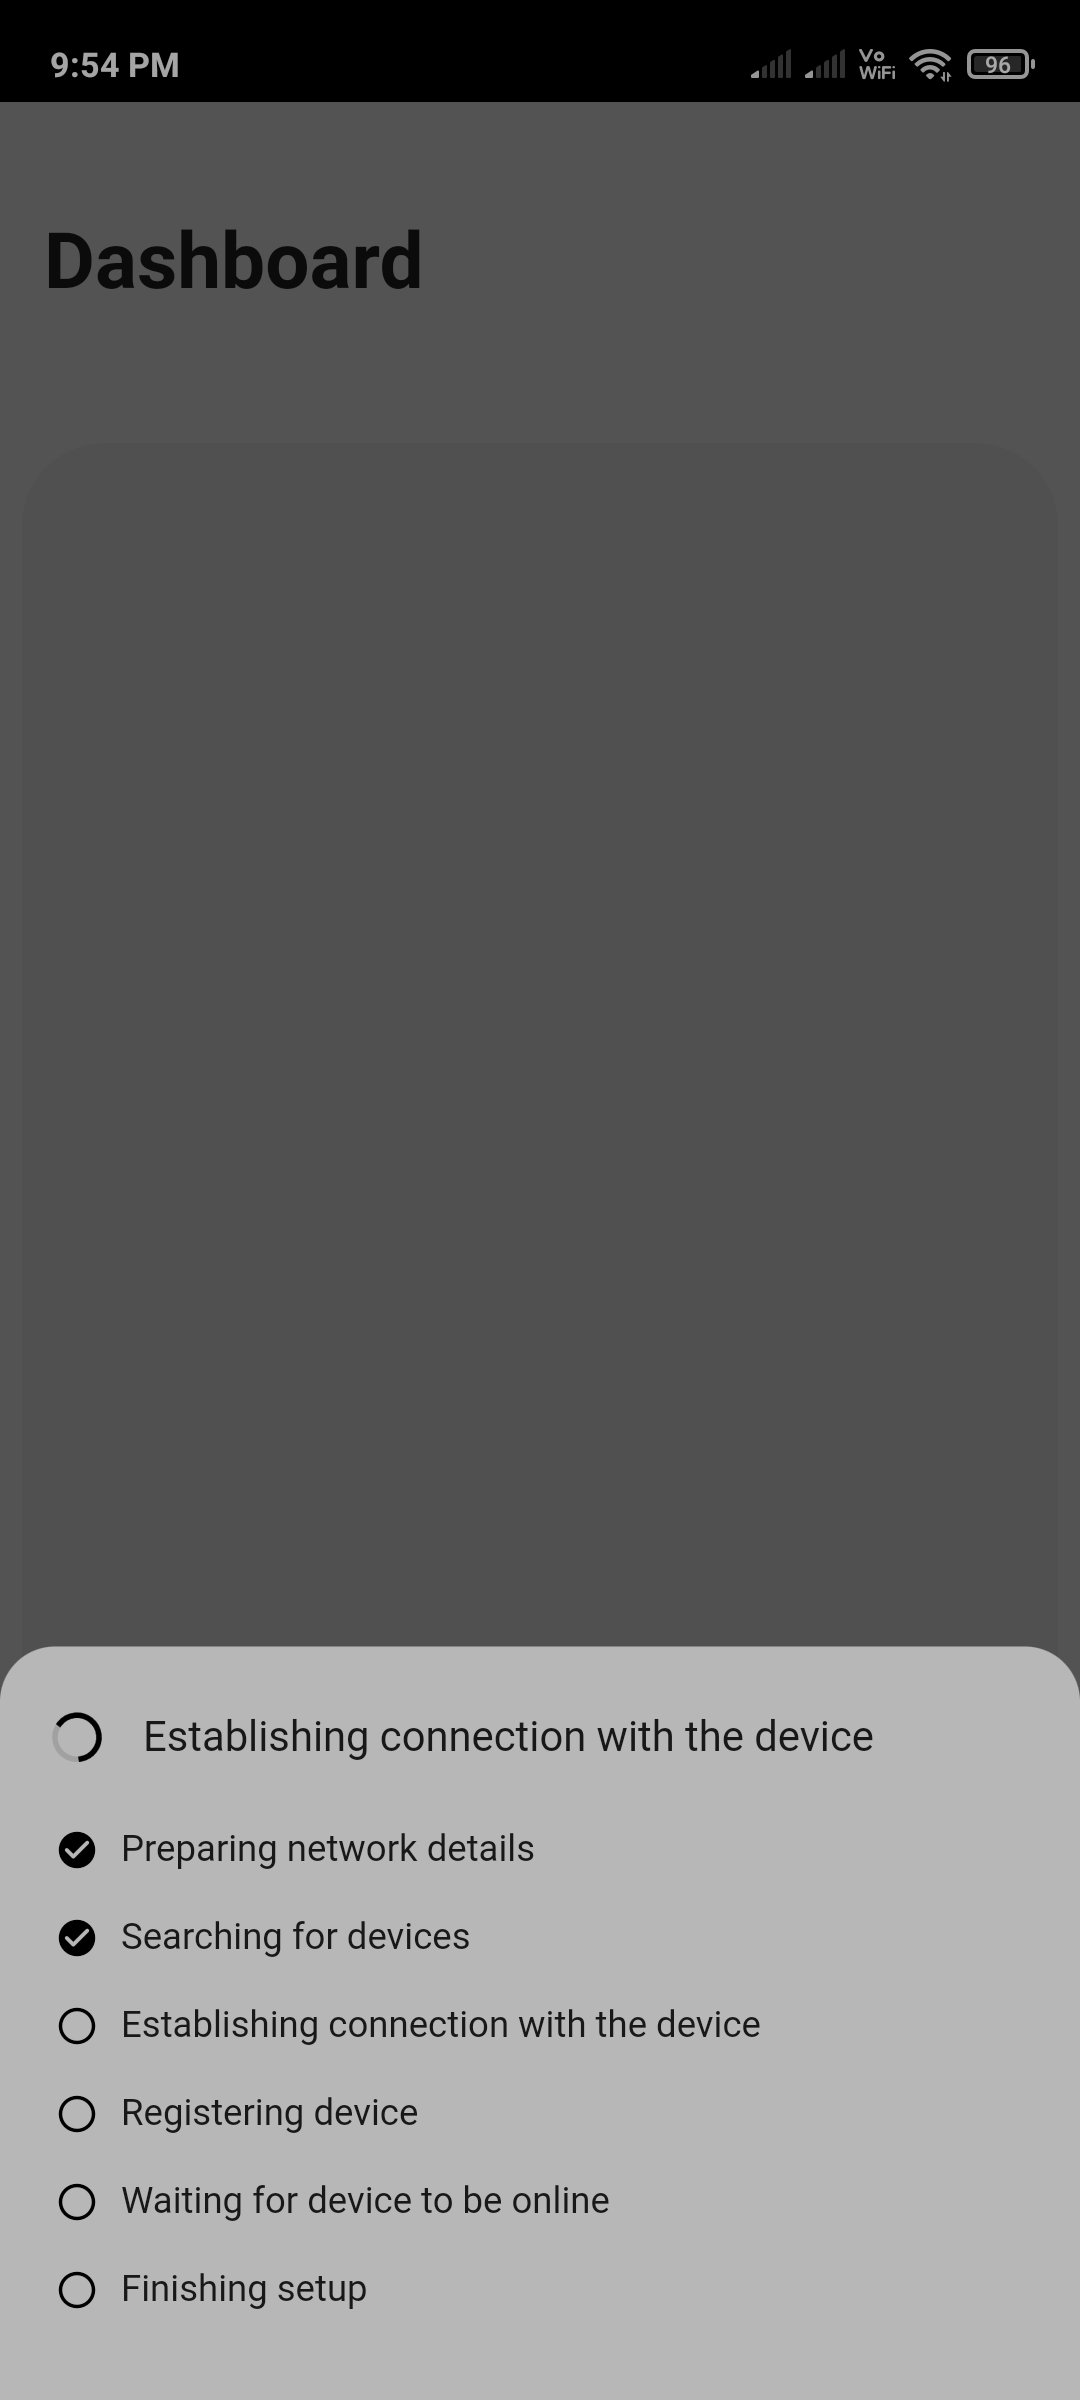 9:54 PM
Vo
WiFi
96
Dashboard
Establishing connection with the device
Preparing network details
Searching for devices
Establishing connection with the device
Registering device
Waiting for device to be online
Finishing setup